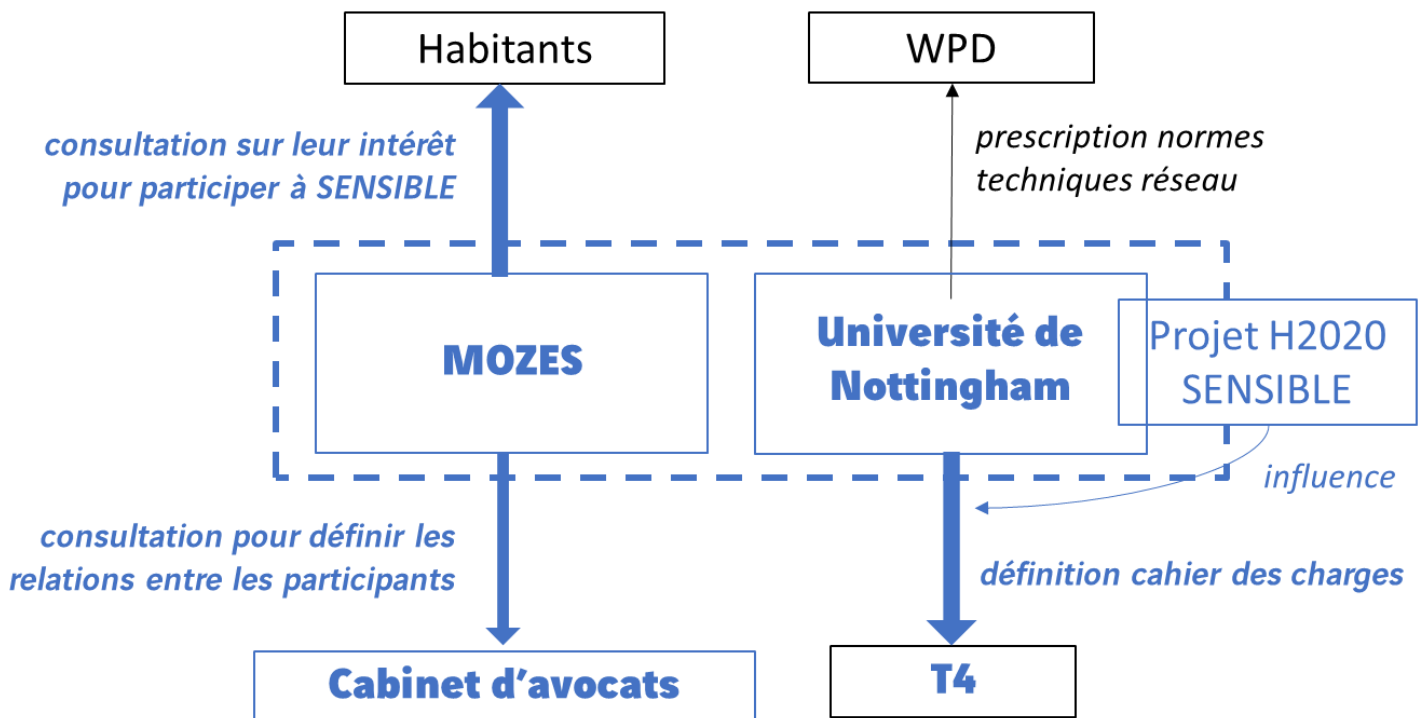 Habitants
WPD
consultation sur leur intérêt
pour participer à SENSIBLE
prescription normes
techniques réseau
MOZES
Université de
Nottingham
Projet H2020
SENSIBLE
influence
consultation pour définir les
relations entre les participants
définition cahier des charges
Cabinet d'avocats
T4